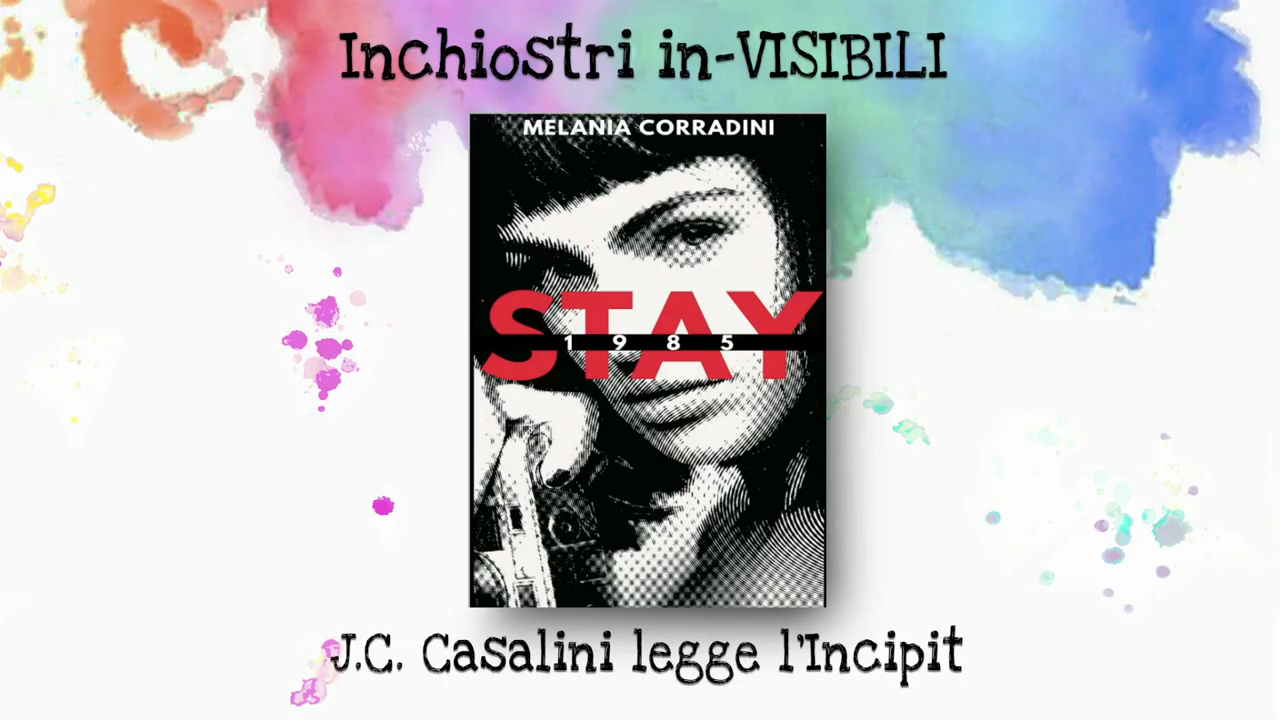 Inchiostri in-VISIBILI
MELANIA CORRADINI
STAY
1985
J.C. Casalini legge l'Incipit